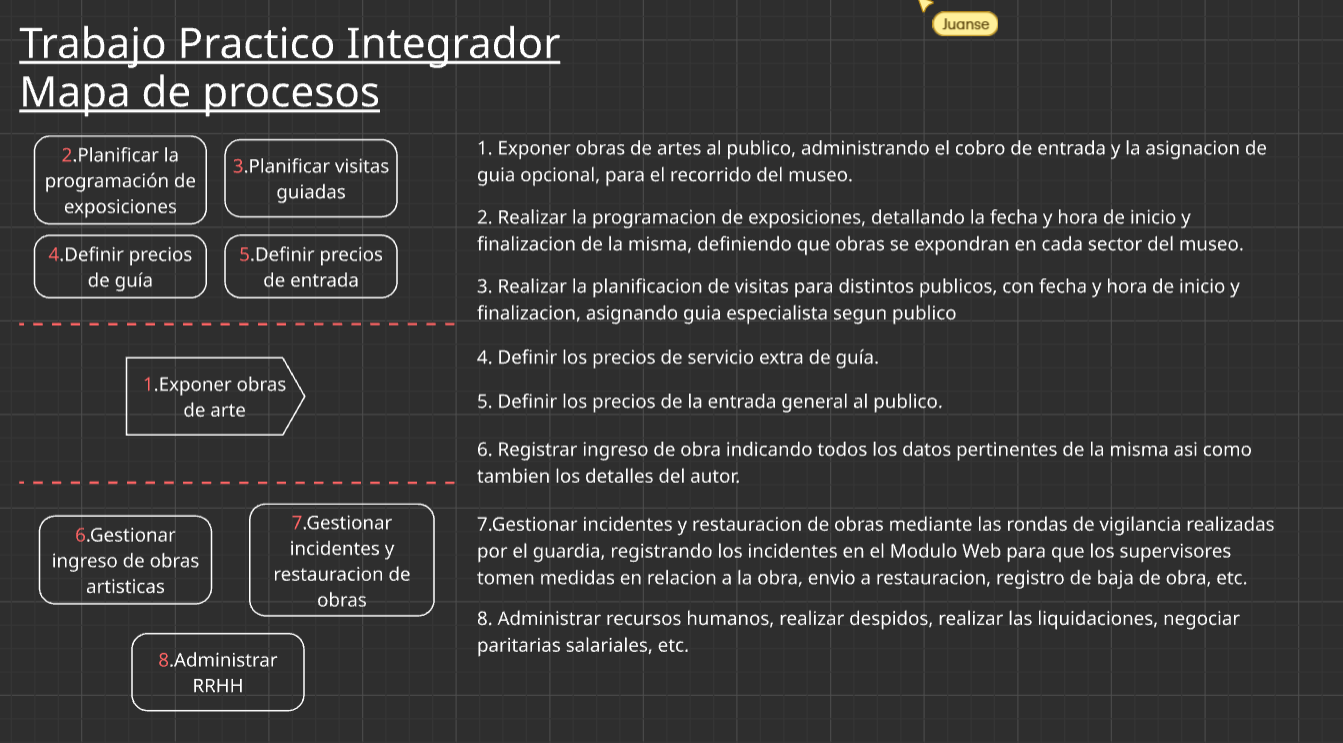 Juanse
Trabajo Practico Integrador
Mapa de procesos
2.Planificar la
programación de
exposiciones
3.Planificar visitas
guiadas
4.Definir precios
de guía
5.Definir precios
de entrada
1.Exponer obras
de arte
6.Gestionar
ingreso de obras
artisticas
7.Gestionar
incidentes y
restauracion de
obras
8.Administrar
RRHH
1. Exponer obras de artes al publico, administrando el cobro de entrada y la asignacion de
guia opcional, para el recorrido del museo.
2. Realizar la programacion de exposiciones, detallando la fecha y hora de inicio y
finalizacion de la misma, definiendo que obras se expondran en cada sector del museo.
3. Realizar la planificacion de visitas para distintos publicos, con fecha y hora de inicio y
finalizacion, asignando guia especialista segun publico
4. Definir los precios de servicio extra de guía.
5. Definir los precios de la entrada general al publico.
6. Registrar ingreso de obra indicando todos los datos pertinentes de la misma asi como
tambien los detalles del autor.
7.Gestionar incidentes y restauracion de obras mediante las rondas de vigilancia realizadas
por el guardia, registrando los incidentes en el Modulo Web para que los supervisores
tomen medidas en relacion a la obra, envio a restauracion, registro de baja de obra, etc.
8. Administrar recursos humanos, realizar despidos, realizar las liquidaciones, negociar
paritarias salariales, etc.